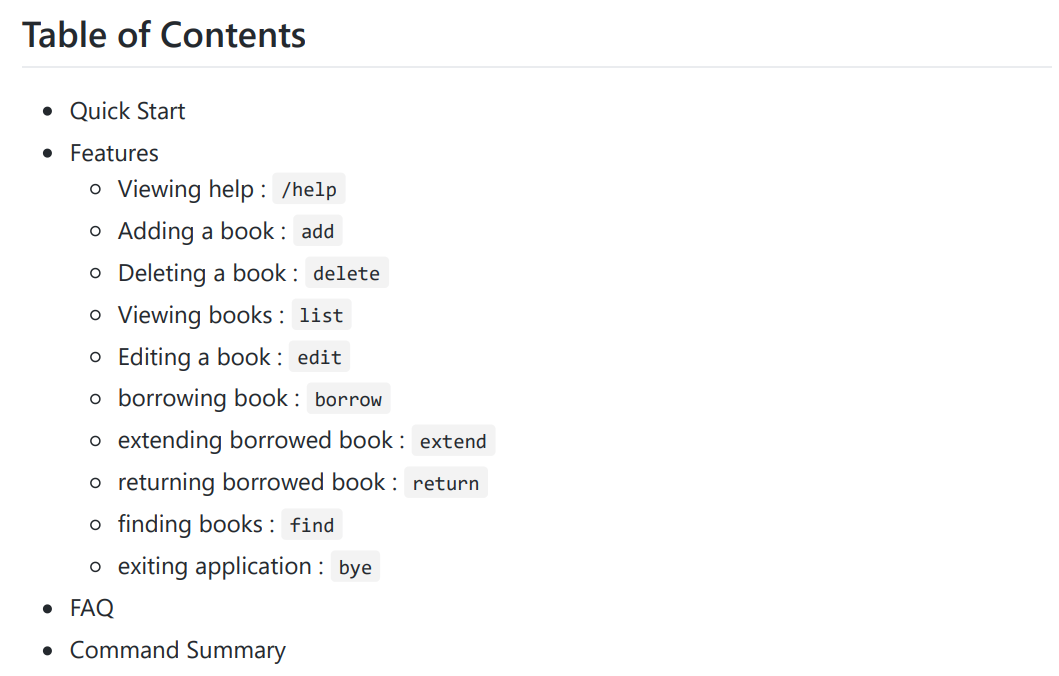 Table of Contents
Quick Start
Features
Viewing help : /help
Adding a book : add
Deleting a book : delete
Viewing books : list
Editing a book : edit
borrowing book : borrow
extending borrowed book : extend
returning borrowed book : return
finding books : find
exiting application : bye
FAQ
Command Summary